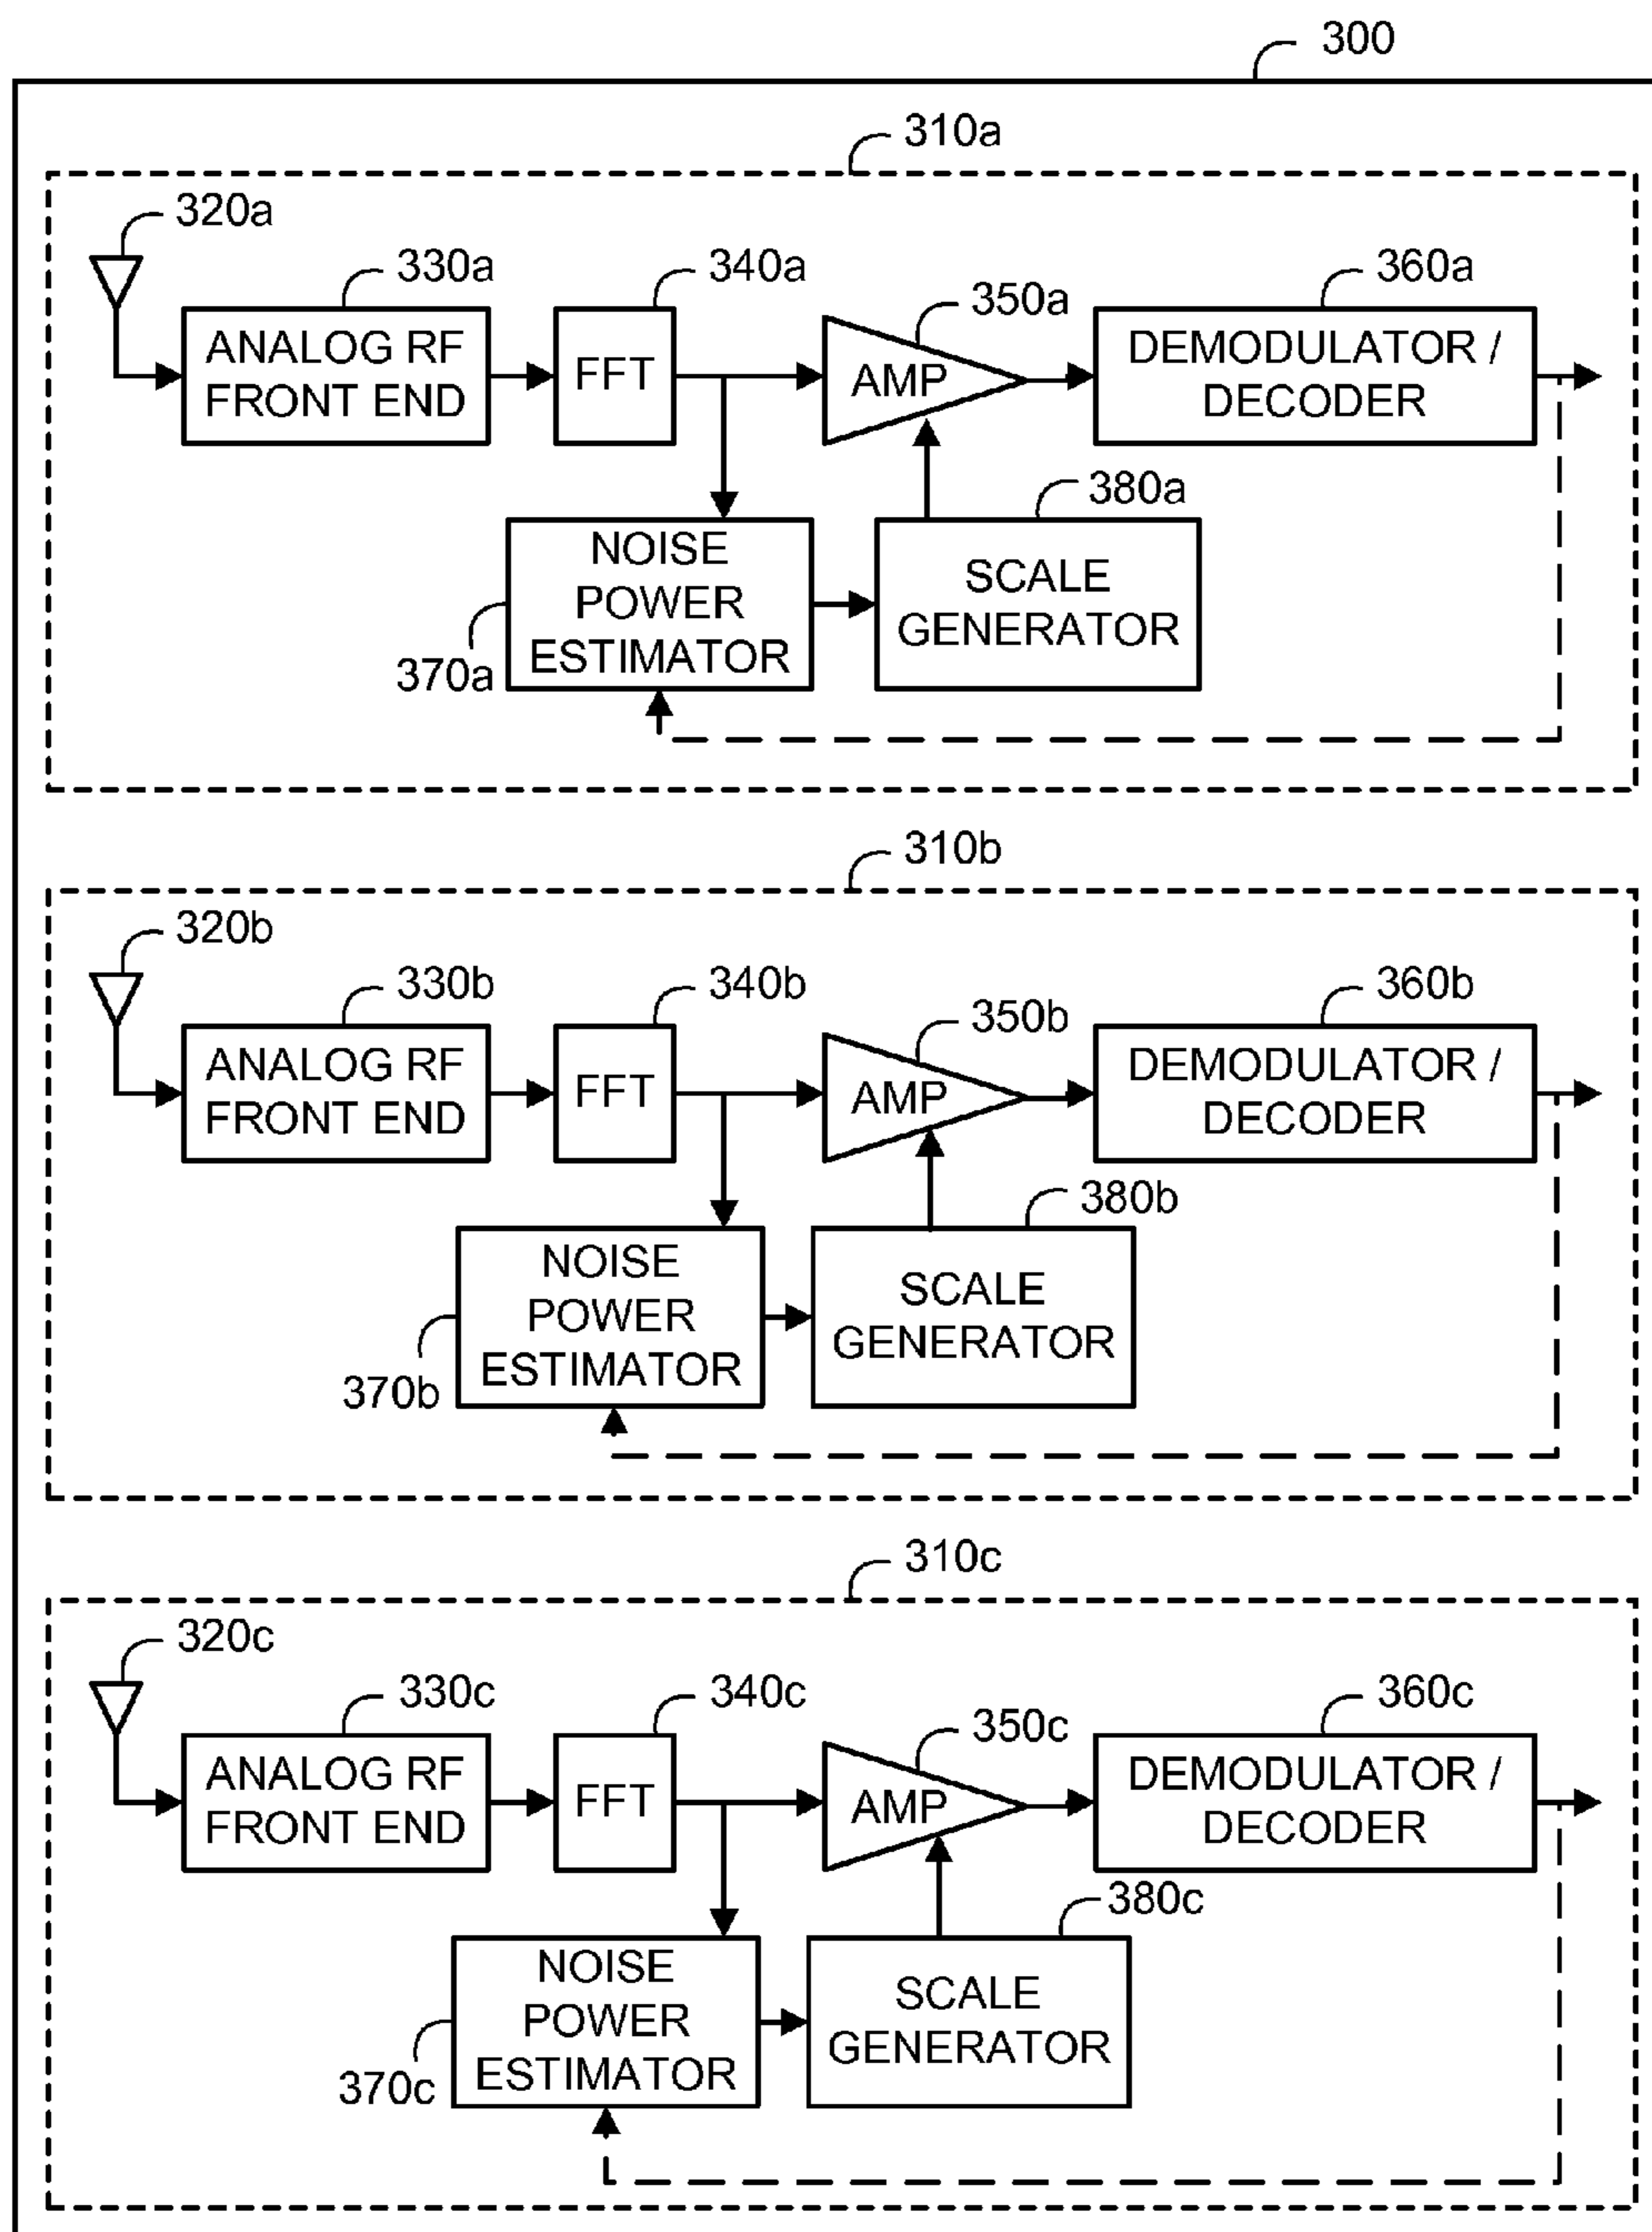 300
310a
320a
330a
340a
350a
360a
ANALOG RF
FRONT END
FFT
AMP
DEMODULATOR /
DECODER
380a
NOISE
POWER
ESTIMATOR
SCALE
GENERATOR
370a
310b
320b
330b
340b
350b
360b
ANALOG RF
FRONT END
FFT
AMP
DEMODULATOR /
DECODER
380b
NOISE
POWER
ESTIMATOR
SCALE
GENERATOR
370b
310c
320c
330c
340c
350c
360c
ANALOG RF
FRONT END
FFT
AMP
DEMODULATOR /
DECODER
380c
NOISE
POWER
ESTIMATOR
SCALE
GENERATOR
370c